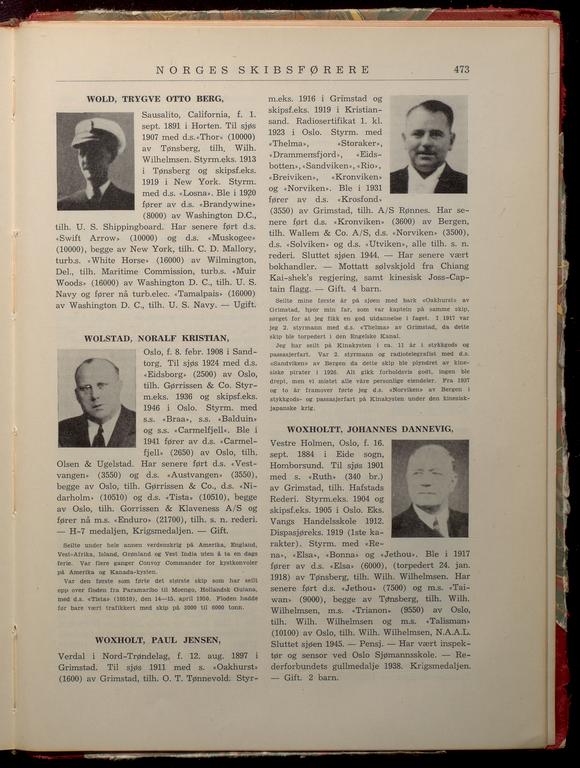 NORGES SKIBSFØRERE 473
WOLD, TRYGVE OTTO BERG,
Sausalito, California, f. 1.
sept. 1891 i Horten. Til sjøs
1907 med d.s.«Thor» (10000)
av Tønsberg, tilh, Wilh.
Wilhelmsen. Styrm.eks. 1913
i Tønsberg og skipsf.eks.
1919 i New York. Styrm.
med d.s. «Losna». Ble i 1920
fører av d.s. «Brandywine»
(8000) av Washington D.C.,
tilh. U. S. Shippingboard. Har senere ført d.s.
«Swift Arrow» (10000) og d.s. «Muskogee»
(10000), begge av New York, tilh. C. D. Mallory,
turb.s. «White Horse» (16000) av Wilmington,
Del., tilh. Maritime Commission, turb.s. «Muir
Woods» (16000) av Washington D. C., tilh. U. S.
Navy og fører nå turb.elec. «Tamalpais» (16000)
av Washington D. C., tilh. U. S. Navy. — Ugift.
WOLSTAD, NORALF KRISTIAN,
Oslo, f. 8. febr. 1908 i Sand-
torg. Til sjøs 1924 med d.s.
«Eidsborg» (2500) av Oslo,
tilh. Gørrissen & Co. Styr-
m.eks. 1936 og skipsf.eks.
1946 i Oslo. Styrm. med
s.s. «Braa», s.s. «Balduin»
og s.s. «Carmelfjell». Ble i
1941 fører av d.s. «Carmel-
fjell» (2650) av Oslo, tilh.
Olsen & Ugelstad. Har senere ført d.s. «Vest-
vangen» (3550) og d.s. «Austvangen» (3550),
begge av Oslo, tilh. Gørrissen & Co., d.s. «Ni-
darholm» (10510) og d.s. «Tista» (10510), begge
av Oslo, tilh. Gorrissen & Klaveness A/S og
fører nå m.s. «Enduro» (21700), tilh. s. n. rederi.
— H-7 medaljen, Krigsmedaljen. — Gift.
Seilte under hele annen verdenskrig på Amerika, England,
Vest-Afrika, Island, Grønland og Vest India uten å ta en dags
ferie. Var flere ganger Convoy Commander for kystkonvoier
på Amerika og Kanada-kysten.
Var den første som førte det største skip som har seilt
opp over floden fra Paramaribo til Moengo, Hollandsk Guiana,
med d.s. «Tista» (10510), den 14—15. april 1950. Floden hadde
før bare vært trafikkert med skip på 5000 til 6000 tonn.
WOXHOLT, PAUL JENSEN,
Verdal i Nord-Trøndelag, f. 12. aug. 1897 i
Grimstad. Til sjøs 1911 med s. «Oakhurst»
(1600) av Grimstad, tilh. O. T. Tønnevold. Styr-
m.eks. 1916 i Grimstad og
skipsf.eks. 1919 i Kristian-
sand. Radiosertifikat 1. kl.
1923 i Oslo. Styrm. med
«Thelma», «Storaker»,
«Drammensfjord», «Eids-
botten», «Sandviken», «Rio»,
«Breiviken», «Kronviken»
og «Norviken». Ble i 1931
fører av d.s. «Krosfond»
(3550) av Grimstad, tilh. A/S Rønnes. Har se-
nere ført d.s. «Kronviken» (3600) av Bergen,
tilh. Wallem & Co. A/S, d.s. «Norviken» (3500),
d.s. «Solviken» og d.s. «Utviken», alle tilh. s. n.
rederi. Sluttet sjøen 1944. — Har senere vært
bokhandler. — Mottatt sølvskjold fra Chiang
Kai-shek's regjering, samt kinesisk Joss-Cap-
tain flagg. — Gift. 4 barn.
Seilte mine første år på sjøen med bark «Oakhurst» av
Grimstad, hvor min far, som var kaptein på samme skip,
sørget for at jeg fikk en god utdannelse i faget. I 1917 var
jeg 2. styrmann med d.s. «Thelma» av Grimstad, da dette
skip ble torpedert i den Engelske Kanal.
Jeg har seilt på Kinakysten i ca. 11 år i stykkgods og
passasjerfart. Var 2. styrmann og radiotelegrafist med d.s.
«Sandviken» av Bergen da dette skip ble plyndret av kine-
siske pirater i 1926. Alt gikk forholdsvis godt, ingen ble
drept, men vi mistet alle våre personlige eiendeler. Fra 1937
og to år framover førte jeg d.s. «Norviken» av Bergen i
stykkgods- og passasjerfart på Kinakysten under den kinesisk-
japanske krig.
WOXHOLTT, JOHANNES DANNEVIG,
Vestre Holmen, Oslo, f. 16.
sept. 1884 i Eide sogn,
Homborsund. Til sjøs 1901
med s. «Ruth» (340 br.)
av Grimstad, tilh. Hafstads
Rederi. Styrm.eks. 1904 og
skipsf.eks. 1905 i Oslo. Eks.
Vangs Handelsskole 1912.
Dispasjøreks. 1919 (1ste ka-
rakter). Styrm. med «Re-
na», «Elsa», «Bonna» og «Jethou». Ble i 1917
fører av d.s. «Elsa» (6000), (torpedert 24. jan.
1918) av Tønsberg, tilh. Wilh. Wilhelmsen. Har
senere ført d.s. «Jethou» (7500) og m.s. «Tai-
wan» (9000), begge av Tønsberg, tilh. Wilh.
Wilhelmsen, m.s. «Trianon» (9550) av Oslo,
tilh. Wilh. Wilhelmsen og m.s. «Talisman»
(10100) av Oslo, tilh. Wilh. Wilhelmsen, N.A.A.L.
Sluttet sjøen 1945. — Pensj. — Har vært inspek-
tør og sensor ved Oslo Sjømannsskole. — Re-
derforbundets gullmedalje 1938. Krigsmedaljen.
— Gift. 2 barn.